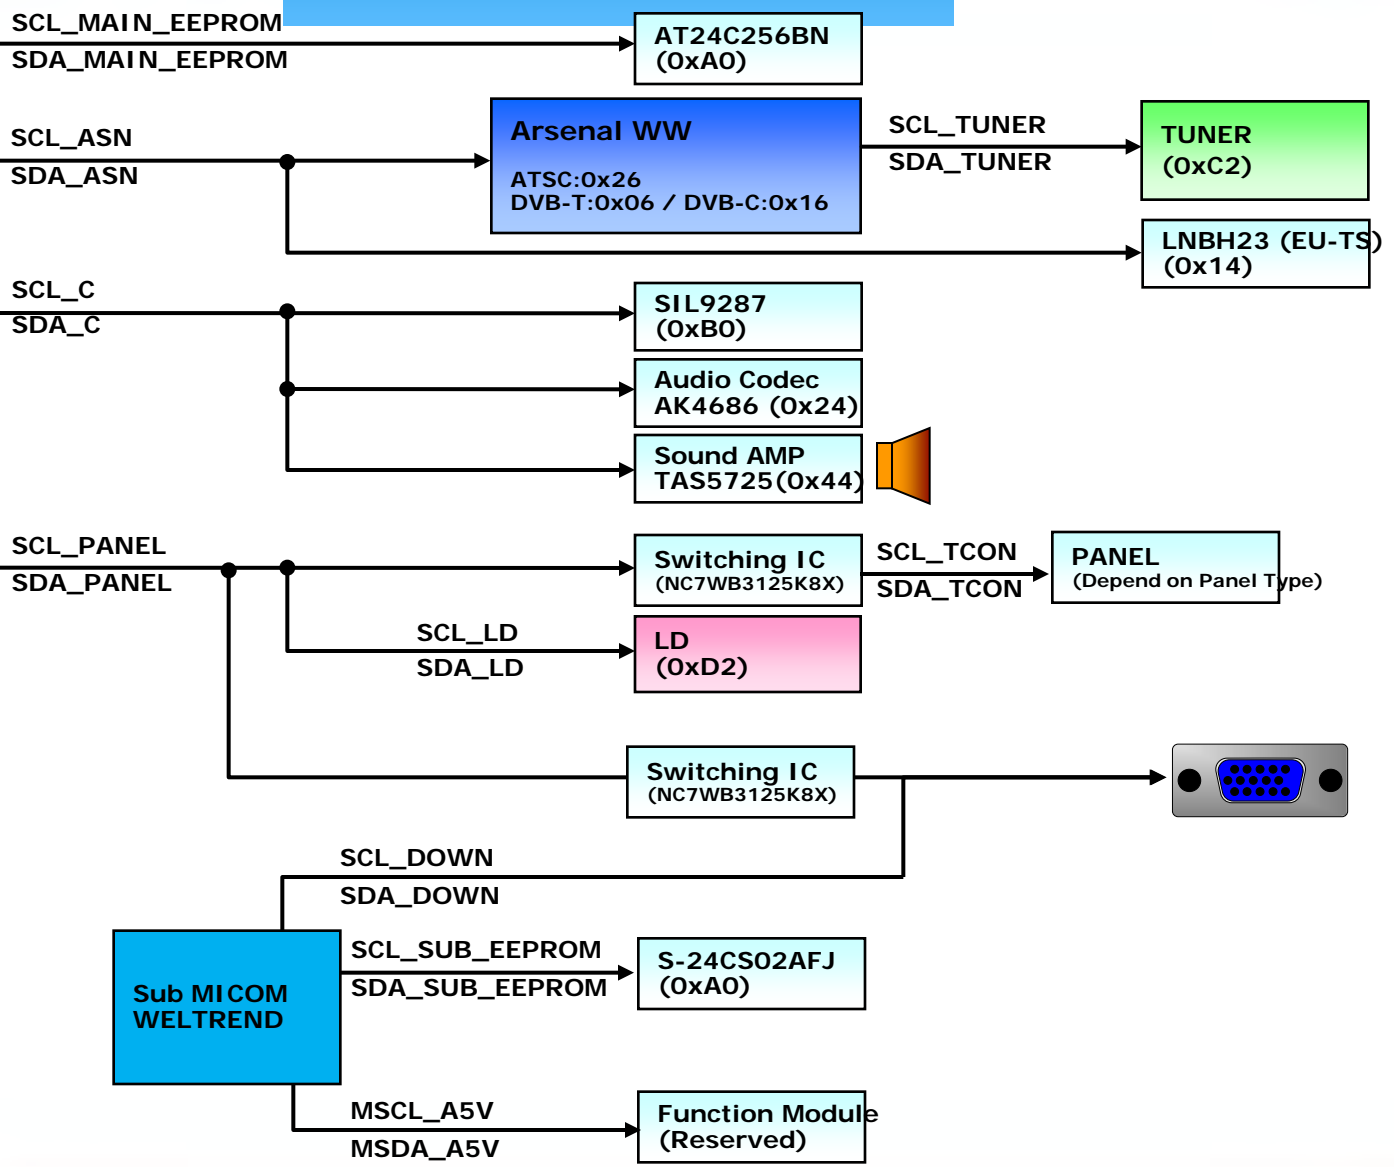 SCL_MAIN_EEPROM
SDA_MAIN_EEPROM
AT24C256BN
(0xA0)
SCL_ASN
SDA_ASN
Arsenal WW
ATSC:0x26
DVB-T:0x06 / DVB-C:0x16
SCL_TUNER
SDA_TUNER
TUNER
(0xC2)
LNBH23 (EU-TS)
(0x14)
SCL_C
SDA_C
SIL9287
(0xB0)
Audio Codec
AK4686 (0x24)
Sound AMP
TAS5725(0x44)
SCL_PANEL
SDA_PANEL
Switching IC
(NC7WB3125K8X)
SCL_TCON
SDA_TCON
PANEL
(Depend on Panel Type)
SCL_LD
SDA_LD
LD
(0xD2)
Switching IC
(NC7WB3125K8X)
SCL_DOWN
SDA_DOWN
Sub MICOM
WELTREND
SCL_SUB_EEPROM
SDA_SUB_EEPROM
S-24CS02AFJ
(0xA0)
MSCL_A5V
MSDA_A5V
Function Module
(Reserved)